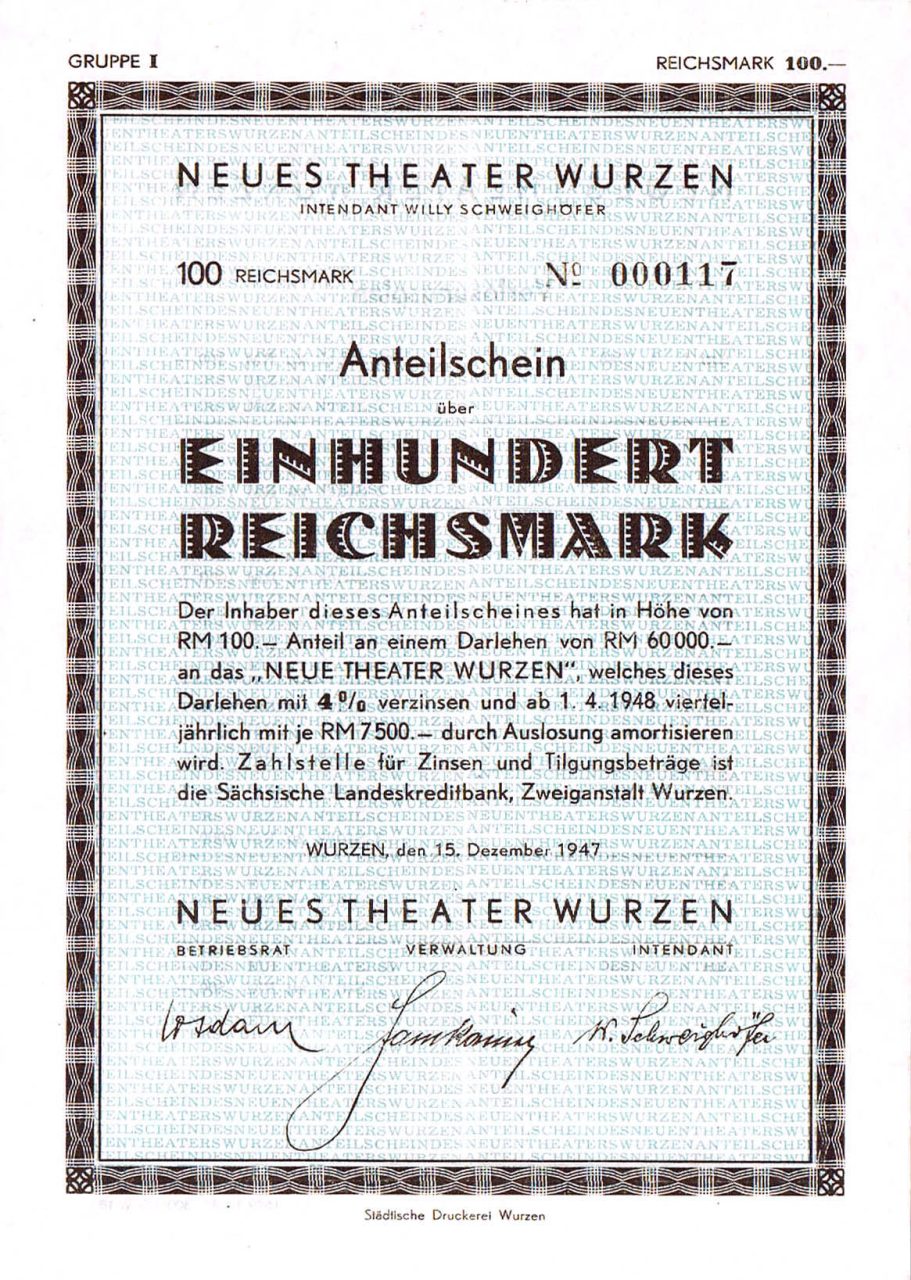 GRUPPE I
REICHSMARK 100.—
NEUES THEATER WURZEN
INTENDANT WILLY SCHWEIGHÖFER
100 REICHSMARK
№ 000117
Anteilschein
über
EINHUNDERT
REICHSMARK
Der Inhaber dieses Anteilscheines hat in Höhe von
RM 100.— Anteil an einem Darlehen von RM 60000.—
an das „NEUE THEATER WURZEN", welches dieses
Darlehen mit 4% verzinsen und ab 1. 4. 1948 viertel-
jährlich mit je RM 7500.— durch Auslosung amortisieren
wird. Zahlstelle für Zinsen und Tilgungsbeträge ist
die Sächsische Landeskreditbank, Zweiganstalt Wurzen.
WURZEN, den 15. Dezember 1947
NEUES THEATER WURZEN
BETRIEBSRAT VERWALTUNG INTENDANT
W. Schweighöfer
Städtische Druckerei Wurzen